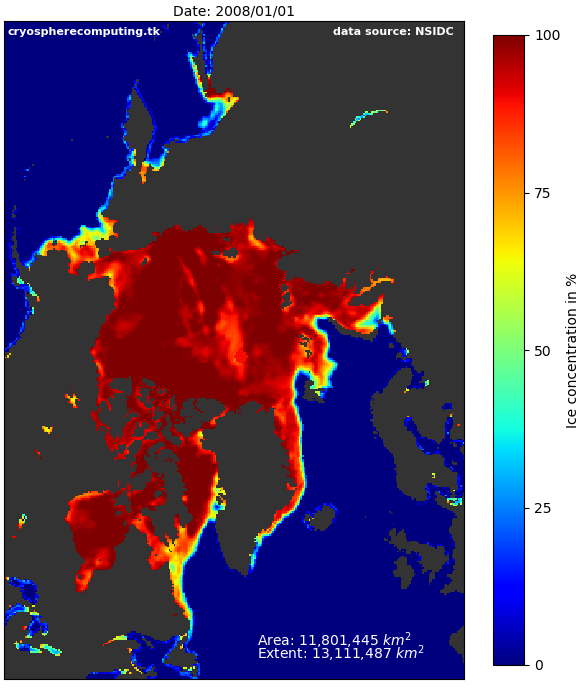 Date: 2008/01/01
cryospherecomputing.tk
data source: NSIDC
100
75
50
25
0
Ice concentration in %
Area: 11,801,445 km²
Extent: 13,111,487 km²